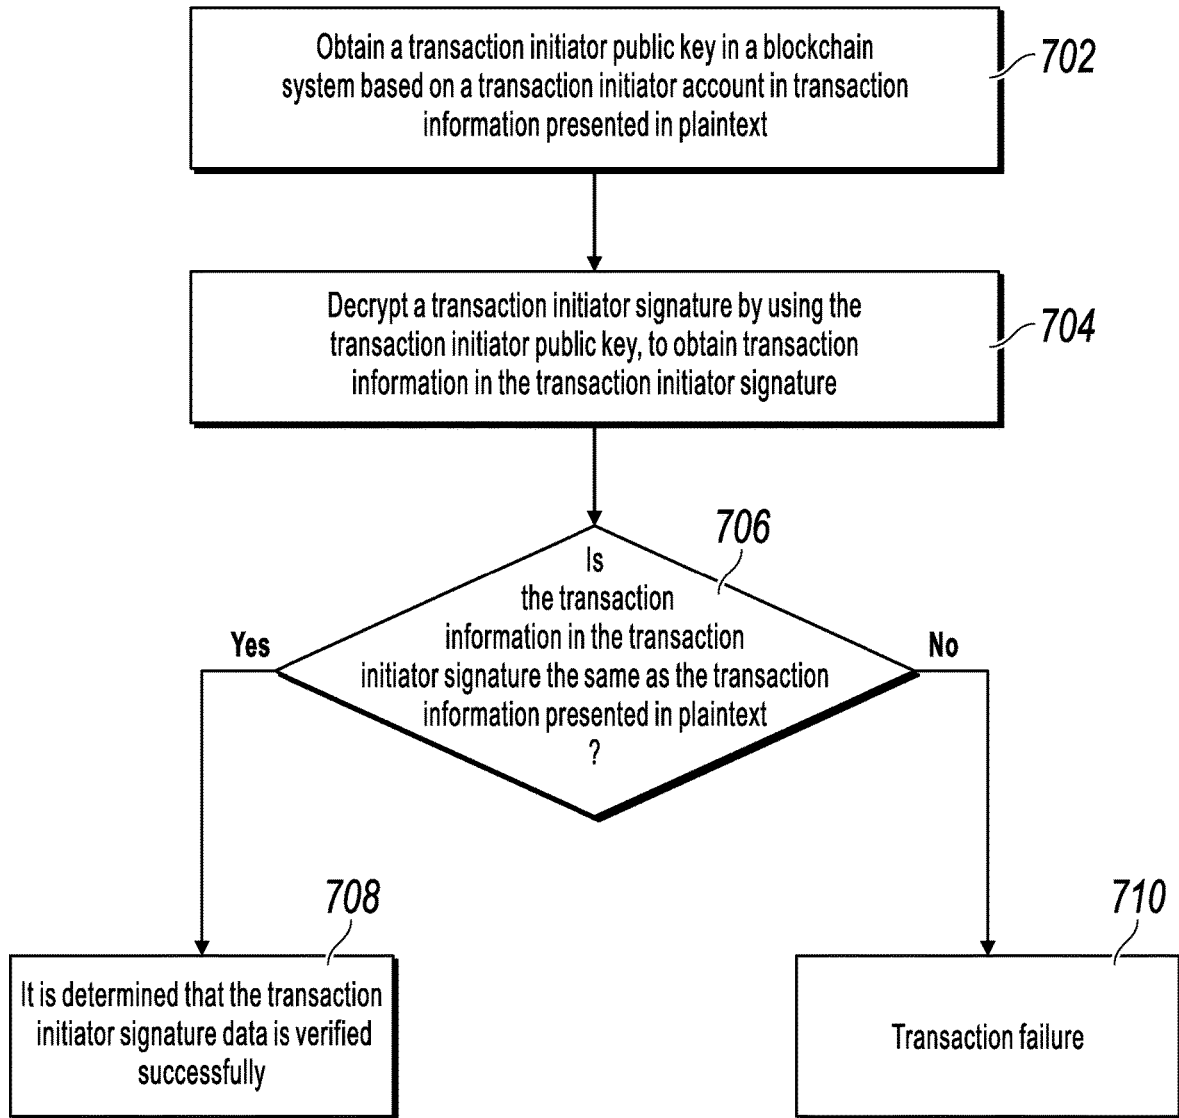 Obtain a transaction initiator public key in a blockchain
system based on a transaction initiator account in transaction
information presented in plaintext
702
Decrypt a transaction initiator signature by using the
transaction initiator public key, to obtain transaction
information in the transaction initiator signature
704
706
Is
the transaction
information in the transaction
initiator signature the same as the transaction
information presented in plaintext
?
Yes
No
708
It is determined that the transaction
initiator signature data is verified
successfully
710
Transaction failure